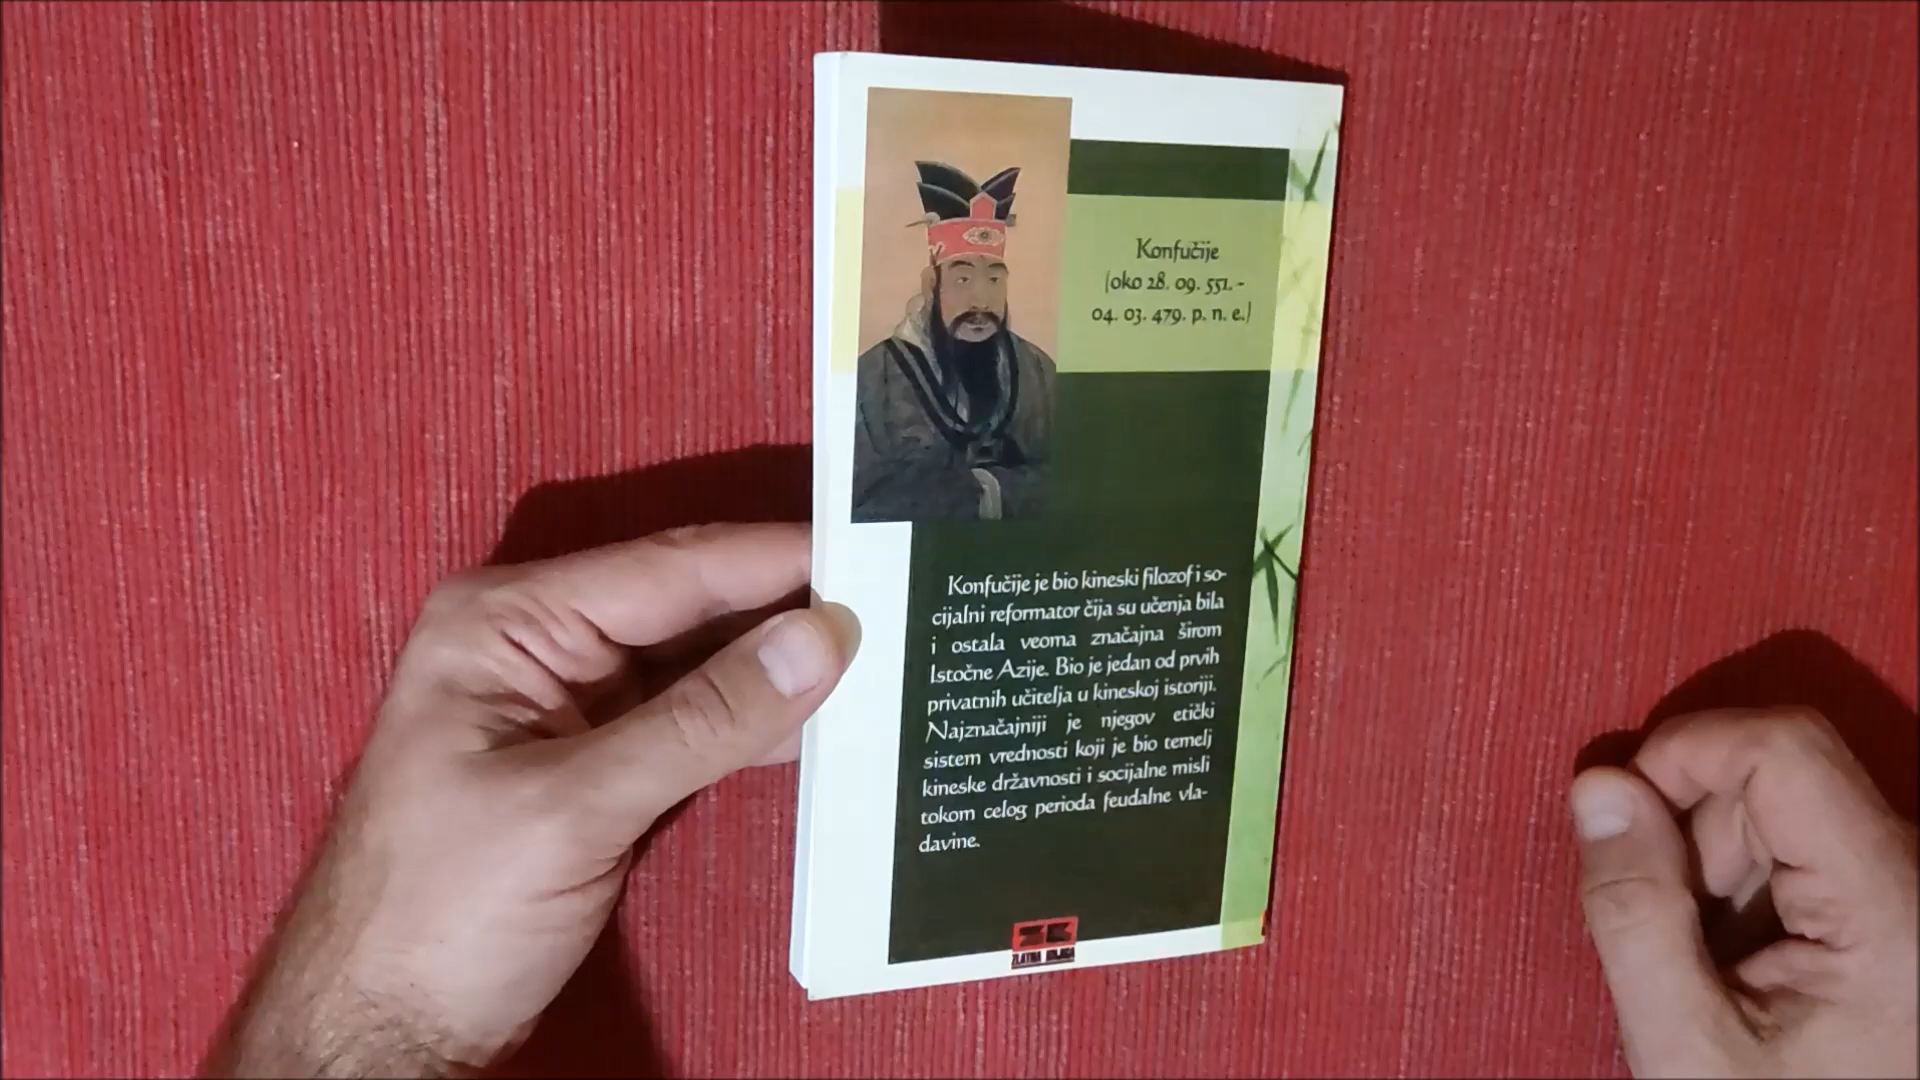 Konfučije
(oko 28. 09. 551. -
04. 03. 479. p. n. e.)
Konfučije je bio kineski filozof i so-
cijalni reformator čija su učenja bila
i ostala veoma značajna širom
Istočne Azije. Bio je jedan od prvih
privatnih učitelja u kineskoj istoriji.
Najznačajniji je njegov etički
sistem vrednosti koji je bio temelj
kineske državnosti i socijalne misli
tokom celog perioda feudalne vla-
davine.
ZLATNA KNJIGA